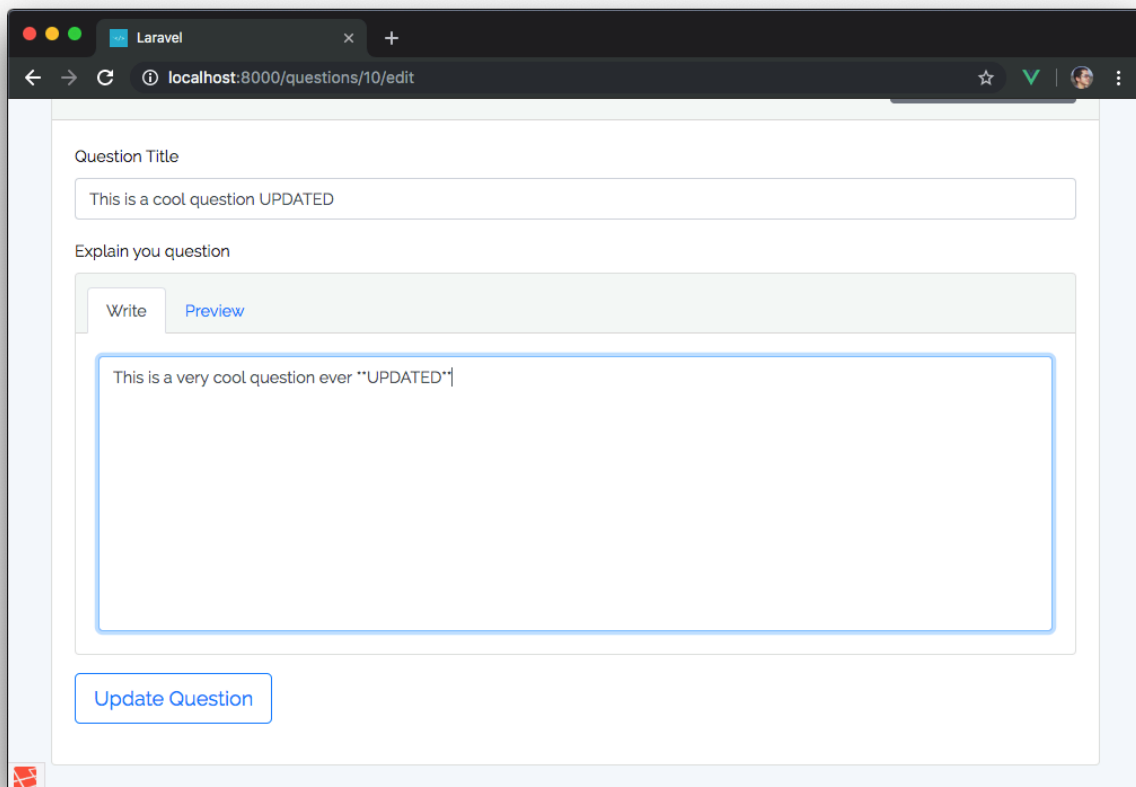 Laravel
localhost:8000/questions/10/edit
Question Title
This is a cool question UPDATED
Explain you question
Write Preview
This is a very cool question ever **UPDATED**
Update Question